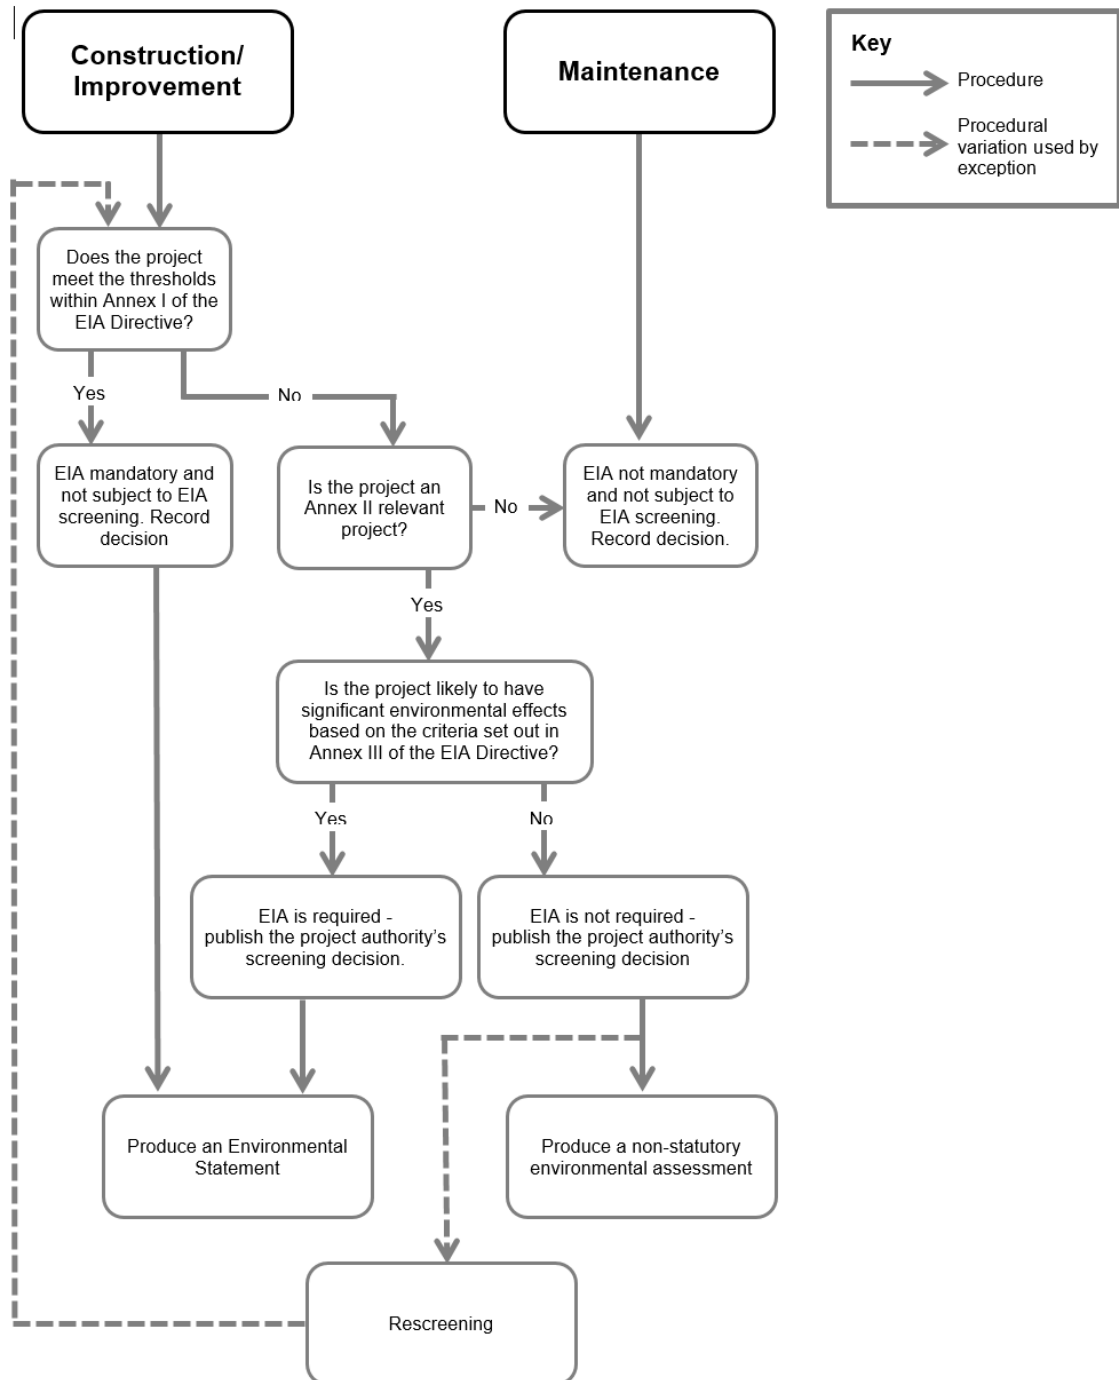 Construction/
Improvement
Maintenance
Key
Procedure
Procedural
variation used by
exception
Does the project
meet the thresholds
within Annex I of the
EIA Directive?
Yes
No
EIA mandatory and
not subject to EIA
screening. Record
decision
Is the project an
Annex II relevant
project?
No
EIA not mandatory
and not subject to
EIA screening.
Record decision.
Yes
Is the project likely to have
significant environmental effects
based on the criteria set out in
Annex III of the EIA Directive?
Yes
No
EIA is required -
publish the project authority’s
screening decision.
EIA is not required -
publish the project authority’s
screening decision
Produce an Environmental
Statement
Produce a non-statutory
environmental assessment
Rescreening